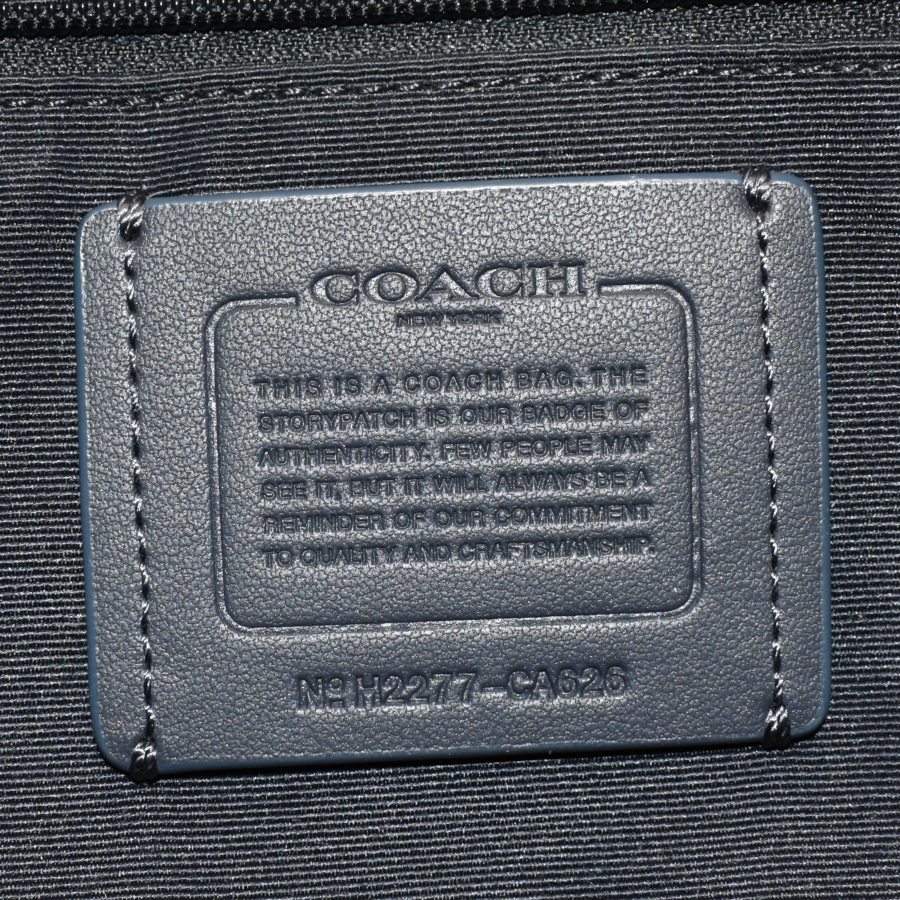 COACH
NEW YORK
THIS IS A COACH BAG. THE
STORYPATCH IS OUR BADGE OF
AUTHENTICITY. FEW PEOPLE MAY
SEE IT, BUT IT WILL ALWAYS BE A
REMINDER OF OUR COMMITMENT
TO QUALITY AND CRAFTSMANSHIP.
Nº H2277-CA626